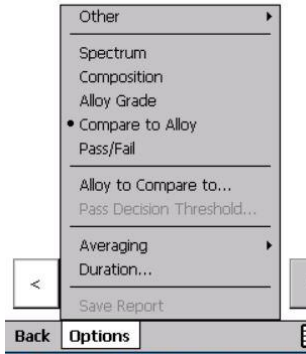 Other
Spectrum
Composition
Alloy Grade
Compare to Alloy
Pass/Fail
Alloy to Compare to...
Pass Decision Threshold...
Averaging
Duration...
<
Save Report
Back Options